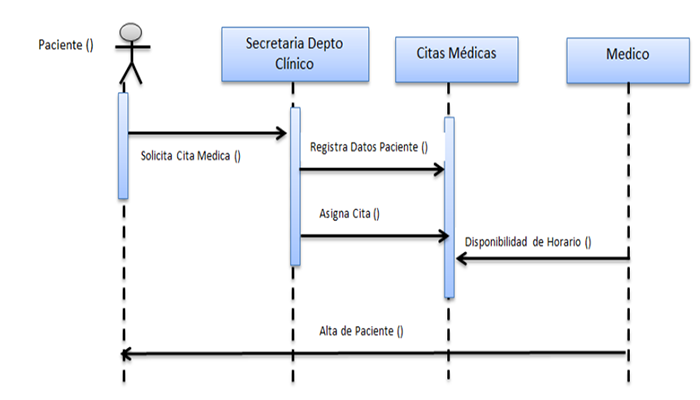 Paciente ()
Secretaria Depto
Clínico
Citas Médicas
Medico
Solicita Cita Medica ()
Registra Datos Paciente ()
Asigna Cita ()
Disponibilidad de Horario ()
Alta de Paciente ()